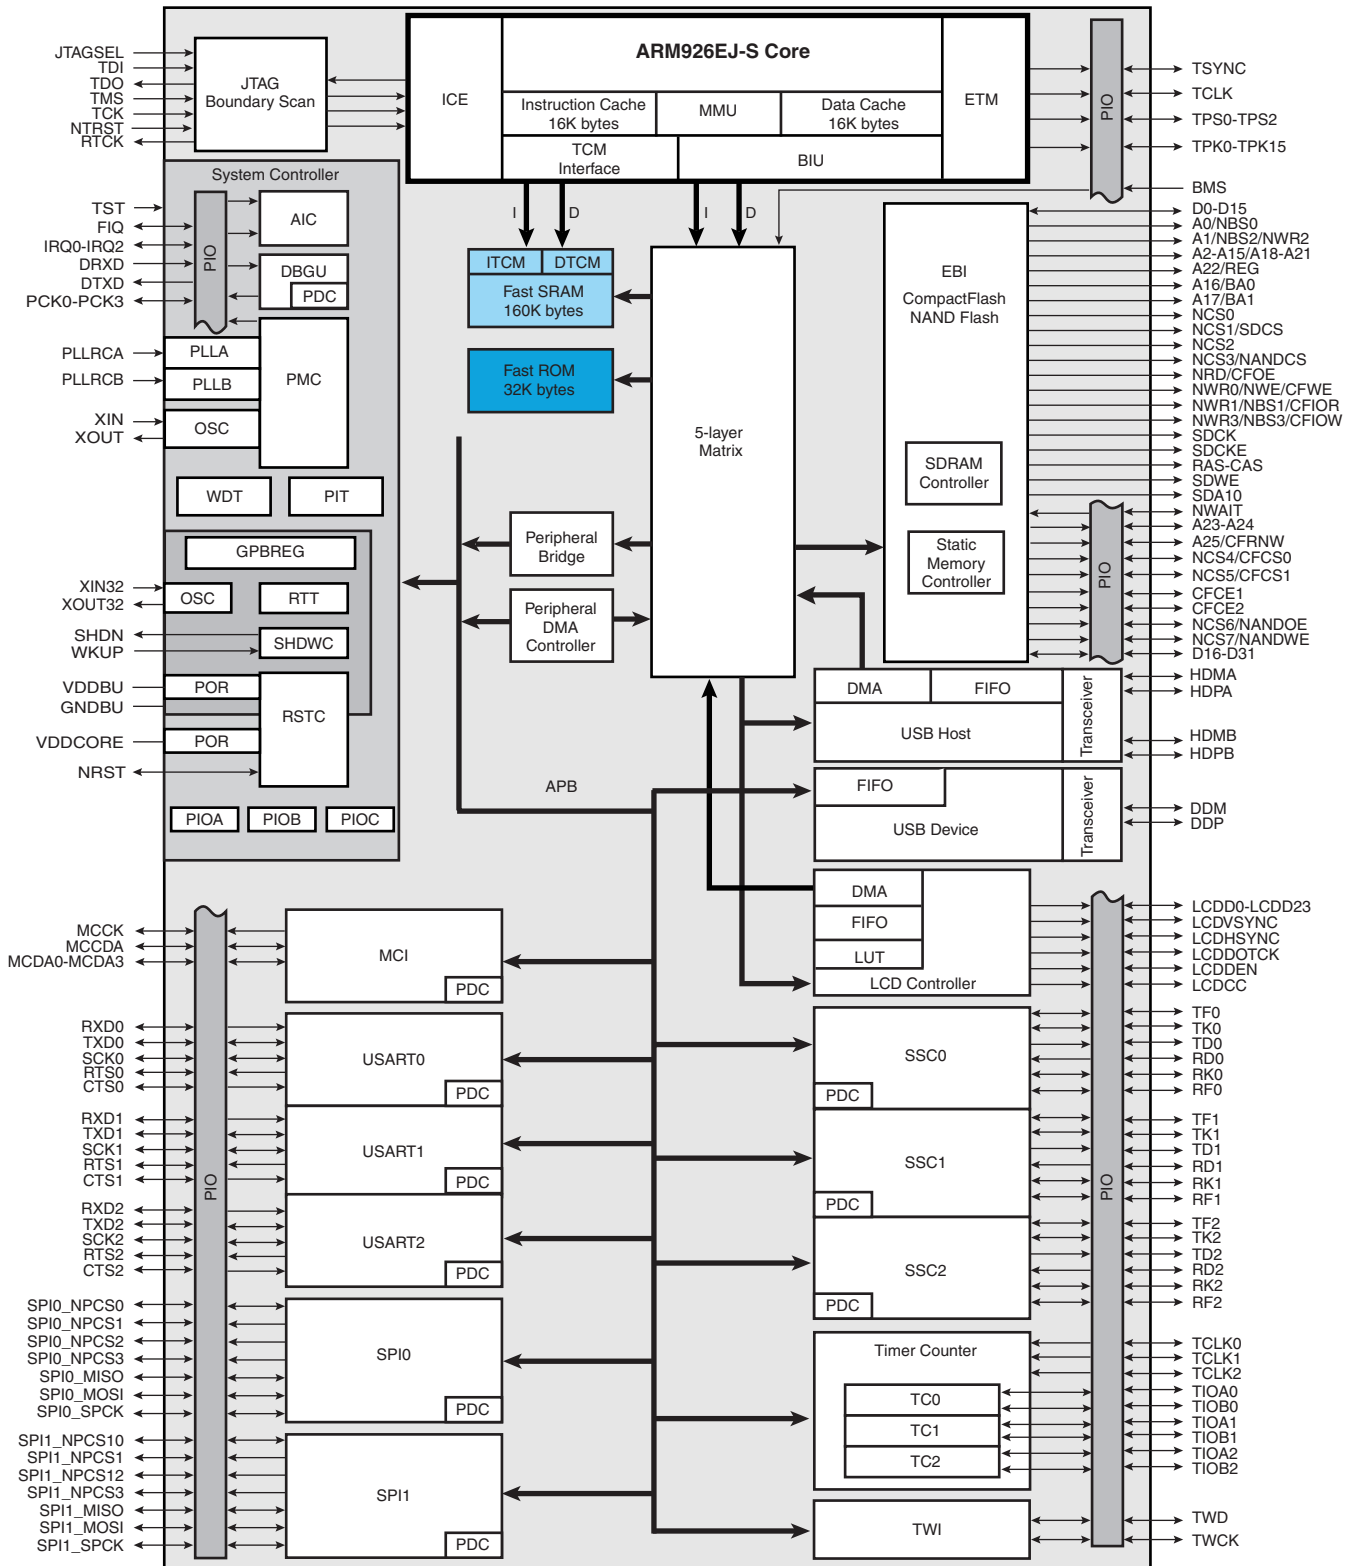 ARM926EJ-S Core
ICE
Instruction Cache
16K bytes
MMU
Data Cache
16K bytes
ETM
TCM
Interface
BIU
JTAGSEL
TDI
TDO
TMS
TCK
NTRST
RTCK
JTAG
Boundary Scan
PIO
TSYNC
TCLK
TPS0-TPS2
TPK0-TPK15
BMS
System Controller
TST
FIQ
IRQ0-IRQ2
DRXD
DTXD
PCK0-PCK3
PIO
AIC
DBGU
PDC
PLLRCA
PLLRCB
XIN
XOUT
PLLA
PLLB
OSC
PMC
WDT
PIT
GPBREG
XIN32
XOUT32
OSC
RTT
SHDN
WKUP
SHDWC
VDDBU
GNDBU
POR
RSTC
VDDCORE
POR
NRST
PIOA
PIOB
PIOC
I
D
I
D
ITCM
DTCM
Fast SRAM
160K bytes
Fast ROM
32K bytes
5-layer
Matrix
Peripheral
Bridge
Peripheral
DMA
Controller
APB
EBI
CompactFlash
NAND Flash
SDRAM
Controller
Static
Memory
Controller
D0-D15
A0/NBS0
A1/NBS2/NWR2
A2-A15/A18-A21
A22/REG
A16/BA0
A17/BA1
NCS0
NCS1/SDCS
NCS2
NCS3/NANDCS
NRD/CFOE
NWR0/NWE/CFWE
NWR1/NBS1/CFIOR
NWR3/NBS3/CFIOW
SDCK
SDCKE
RAS-CAS
SDWE
SDA10
PIO
NWAIT
A23-A24
A25/CFRNW
NCS4/CFCS0
NCS5/CFCS1
CFCE1
CFCE2
NCS6/NANDOE
NCS7/NANDWE
D16-D31
DMA
FIFO
USB Host
Transceiver
HDMA
HDPA
HDMB
HDPB
FIFO
USB Device
Transceiver
DDM
DDP
DMA
FIFO
LUT
LCD Controller
LCDD0-LCDD23
LCDVSYNC
LCDHSYNC
LCDDOTCK
LCDDEN
LCDCC
PIO
MCCK
MCCDA
MCDA0-MCDA3
MCI
PDC
RXD0
TXD0
SCK0
RTS0
CTS0
USART0
PDC
RXD1
TXD1
SCK1
RTS1
CTS1
PIO
USART1
PDC
RXD2
TXD2
SCK2
RTS2
CTS2
USART2
PDC
SPI0_NPCS0
SPI0_NPCS1
SPI0_NPCS2
SPI0_NPCS3
SPI0_MISO
SPI0_MOSI
SPI0_SPCK
SPI0
PDC
SPI1_NPCS10
SPI1_NPCS1
SPI1_NPCS12
SPI1_NPCS3
SPI1_MISO
SPI1_MOSI
SPI1_SPCK
SPI1
PDC
SSC0
PDC
TF0
TK0
TD0
RD0
RK0
RF0
SSC1
PDC
TF1
TK1
TD1
RD1
RK1
RF1
SSC2
PDC
TF2
TK2
TD2
RD2
RK2
RF2
Timer Counter
TC0
TC1
TC2
TCLK0
TCLK1
TCLK2
TIOA0
TIOB0
TIOA1
TIOB1
TIOA2
TIOB2
TWI
TWD
TWCK